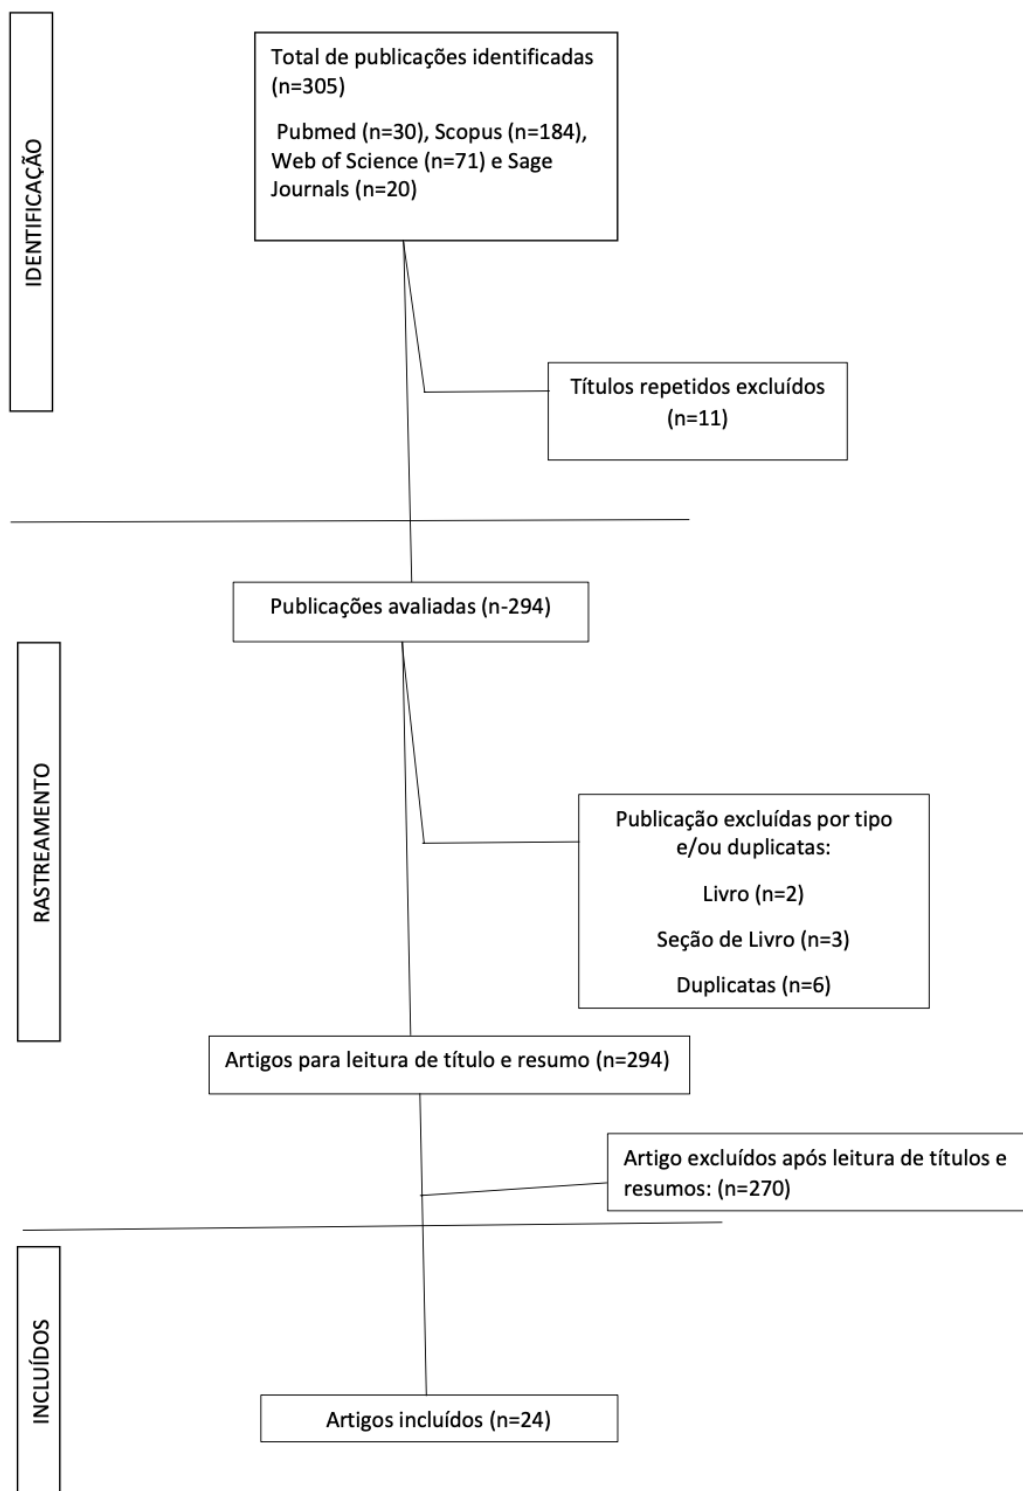 IDENTIFICAÇÃO
Total de publicações identificadas
(n=305)
Pubmed (n=30), Scopus (n=184),
Web of Science (n=71) e Sage
Journals (n=20)
Títulos repetidos excluídos
(n=11)
Publicações avaliadas (n-294)
RASTREAMENTO
Publicação excluídas por tipo
e/ou duplicatas:
Livro (n=2)
Seção de Livro (n=3)
Duplicatas (n=6)
Artigos para leitura de título e resumo (n=294)
Artigo excluídos após leitura de títulos e
resumos: (n=270)
INCLUÍDOS
Artigos incluídos (n=24)